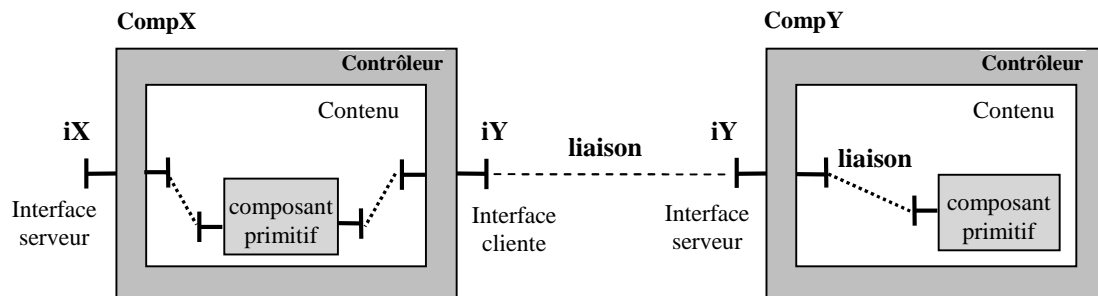 CompX
Contrôleur
Contenu
iX
iY
Interface
serveur
composant
primitif
Interface
cliente
liaison
CompY
Contrôleur
Contenu
iY
liaison
Interface
serveur
composant
primitif